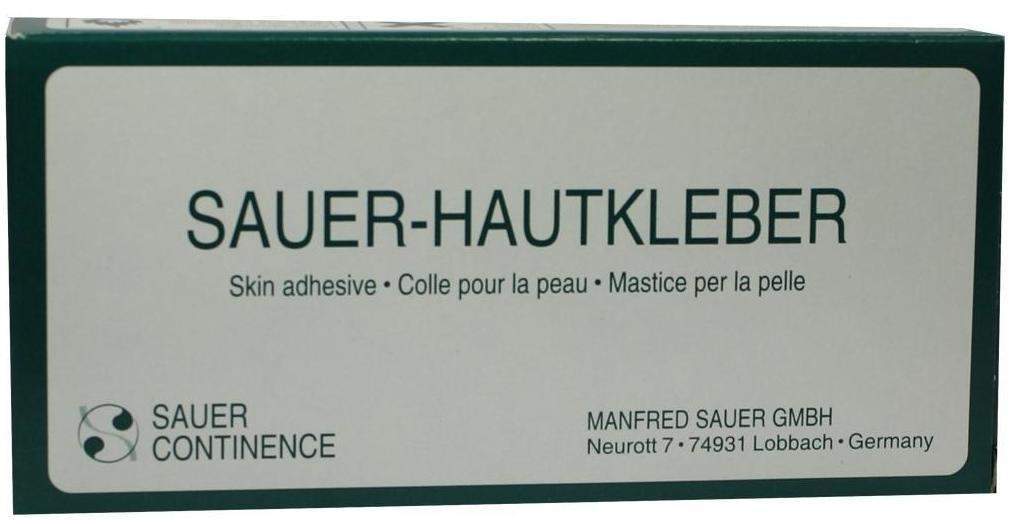 SAUER-HAUTKLEBER
Skin adhesive • Colle pour la peau • Mastice per la pelle
SAUER
CONTINENCE
MANFRED SAUER GMBH
Neurott 7 • 74931 Lobbach • Germany